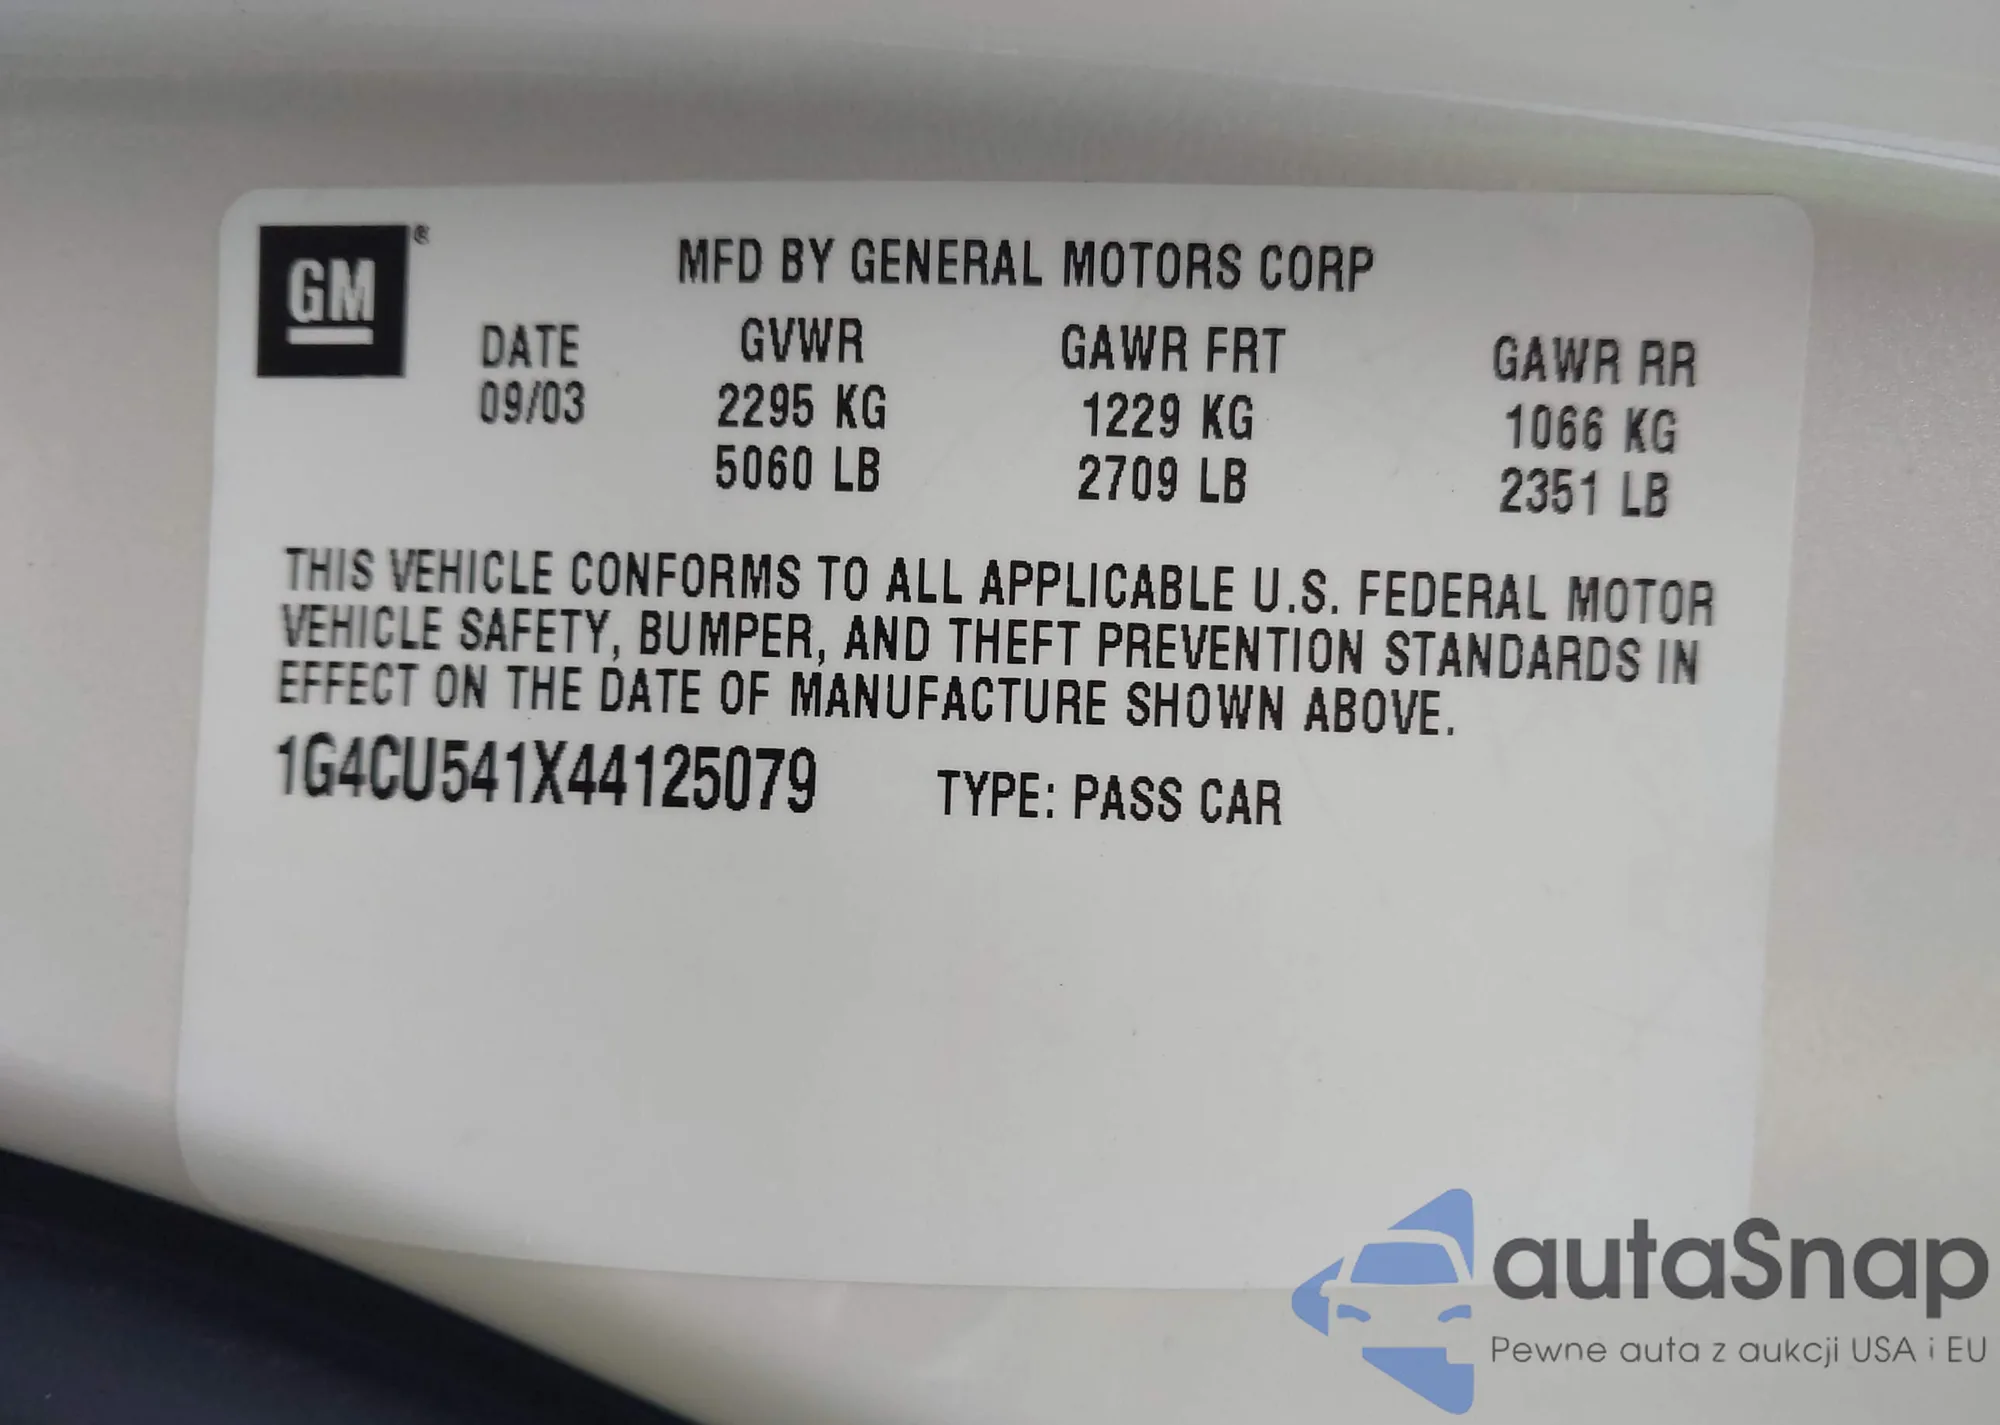 GM®
MFD BY GENERAL MOTORS CORP
DATE GVWR GAWR FRT GAWR RR
09/03 2295 KG 1229 KG 1066 KG
5060 LB 2709 LB 2351 LB
THIS VEHICLE CONFORMS TO ALL APPLICABLE U.S. FEDERAL MOTOR
VEHICLE SAFETY, BUMPER, AND THEFT PREVENTION STANDARDS IN
EFFECT ON THE DATE OF MANUFACTURE SHOWN ABOVE.
1G4CU541X44125079 TYPE: PASS CAR
autaSnap
Pewne auta z aukcji USA i EU